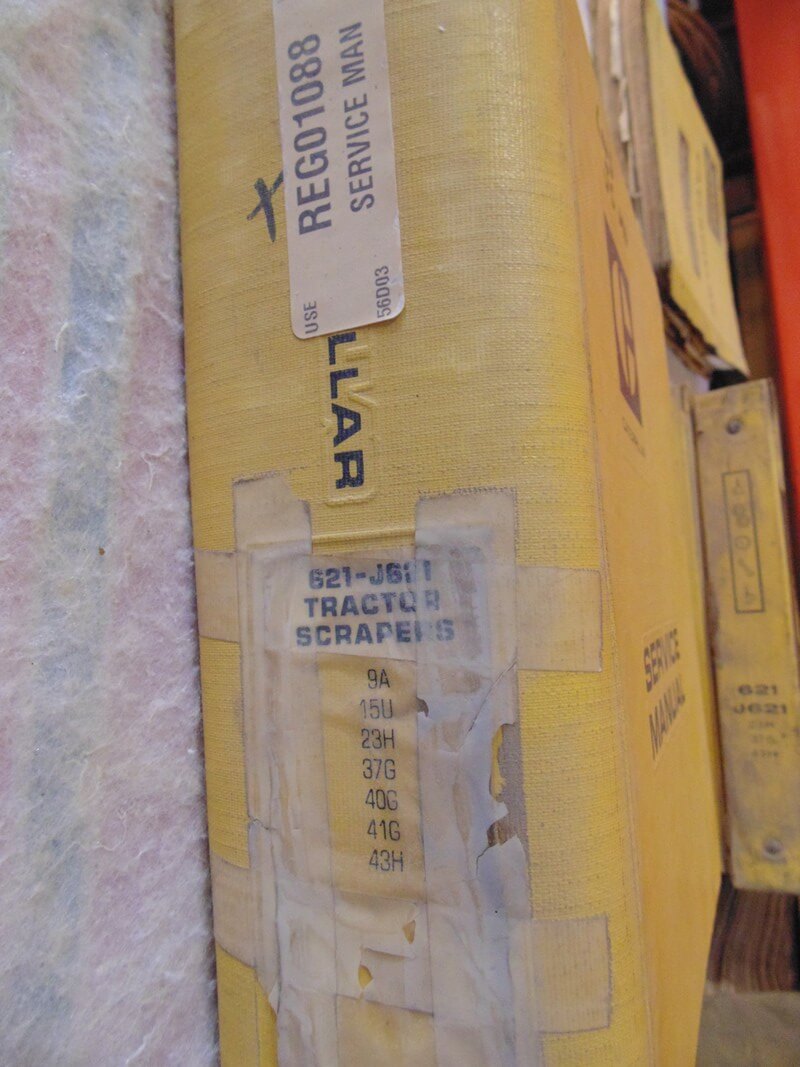 REG01088
SERVICE MAN
USE
56D03
LLAR
621-J621
TRACTOR
SCRAPERS
9A
15U
23H
37G
40G
41G
43H
SERVICE
MANUAL
621
J621